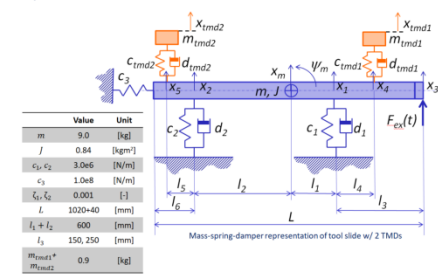 x_tmd2
m_tmd2
x_tmd1
m_tmd1
c_tmd2 d_tmd2
c_tmd1 d_tmd1
c_3
x_5 x_2
x_m ψ_m
m, J
x_1 x_4 x_3
c_2 d_2
c_1 d_1
F_ex(t)
l_5 l_2 l_1 l_4
l_6 l_3
L
Mass-spring-damper representation of tool slide w/ 2 TMDs
Value Unit
m 9.0 [kg]
J 0.84 [kgm²]
c_1, c_2 3.0e6 [N/m]
c_3 1.0e8 [N/m]
ζ_1, ζ_2 0.001 [-]
L 1020+40 [mm]
l_1 + l_2 600 [mm]
l_3 150, 250 [mm]
m_tmd1+
m_tmd2 0.9 [kg]